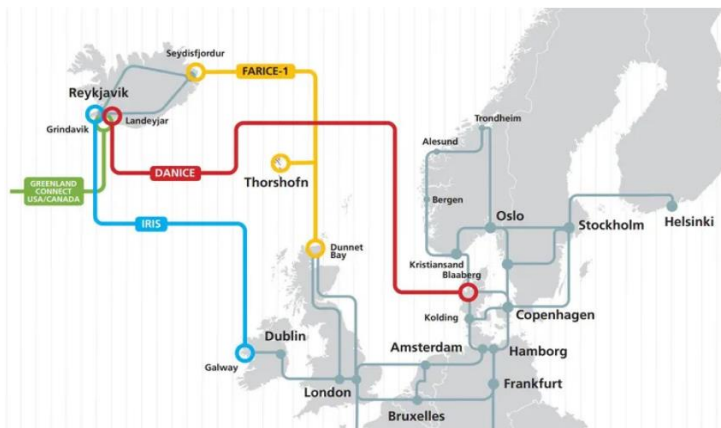 Seydisfjordur
FARICE-1
Reykjavik
Grindavik
Landeyjar
DANICE
Thorshofn
GREENLAND
CONNECT
USA/CANADA
IRIS
Trondheim
Alesund
Bergen
Oslo
Stockholm
Helsinki
Dunnet
Bay
Kristiansand
Blaaberg
Kolding
Copenhagen
Dublin
Galway
Amsterdam
Hamborg
London
Frankfurt
Bruxelles